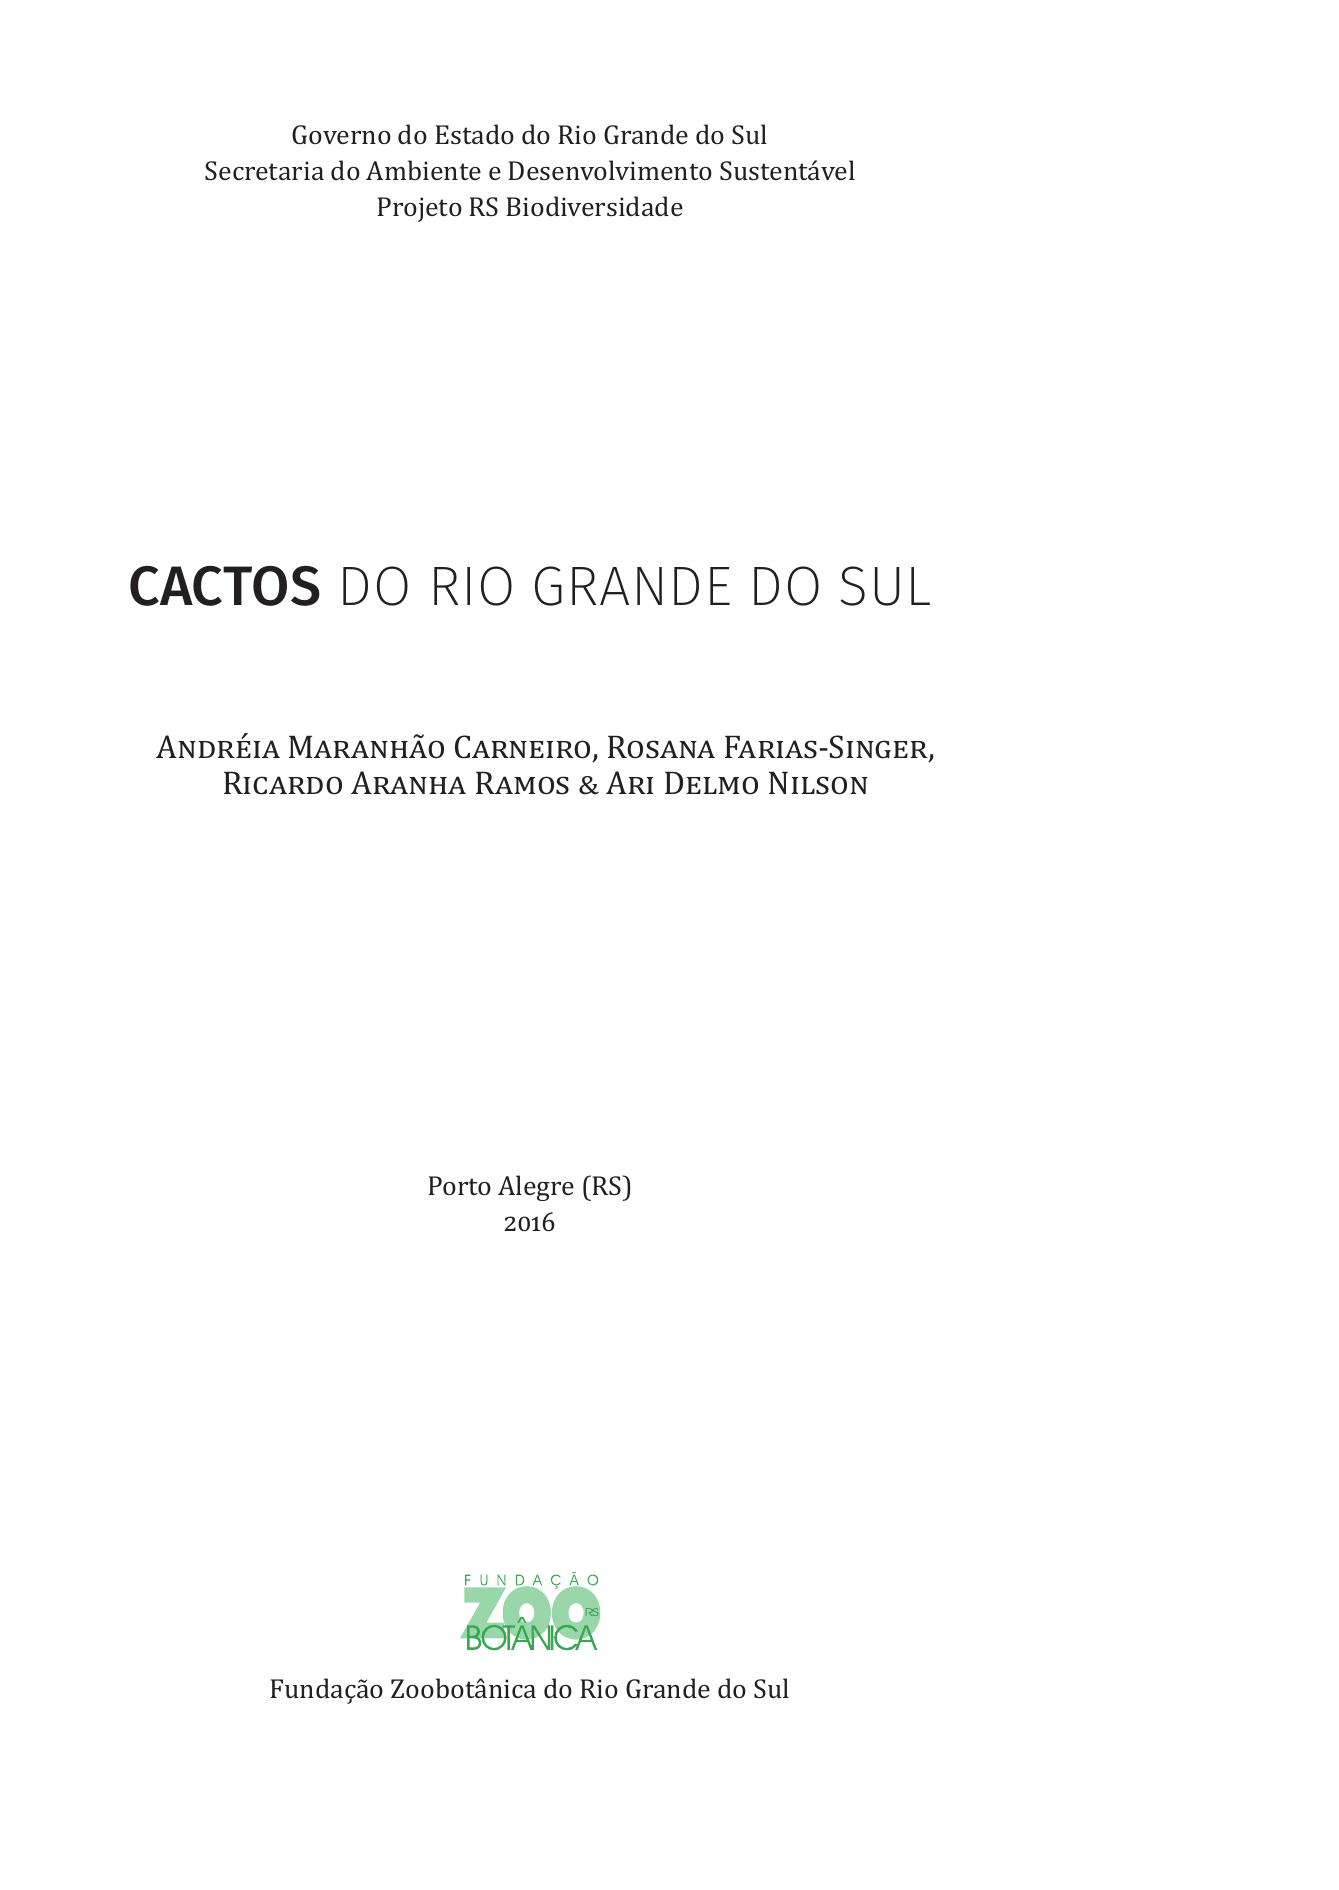 Governo do Estado do Rio Grande do Sul
Secretaria do Ambiente e Desenvolvimento Sustentável
Projeto RS Biodiversidade
CACTOS DO RIO GRANDE DO SUL
Andréia Maranhão Carneiro, Rosana Farias-Singer,
Ricardo Aranha Ramos & Ari Delmo Nilson
Porto Alegre (RS)
2016
FUNDAÇÃO
ZOO RS
BOTÂNICA
Fundação Zoobotânica do Rio Grande do Sul